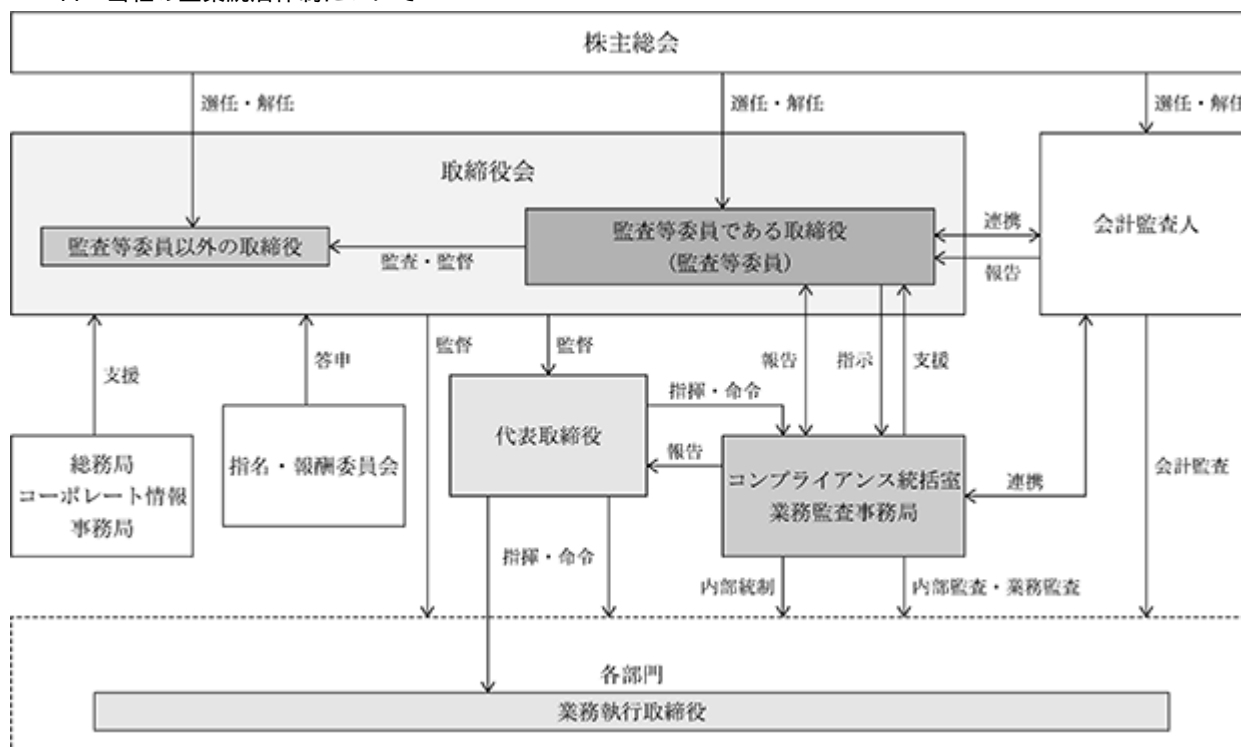 株主総会
選任・解任
選任・解任
選任・解任
取締役会
監査等委員である取締役
(監査等委員)
監査等委員以外の取締役
監査・監督
連携
報告
会計監査人
支援
答申
監督
監督
報告
指示
支援
指揮・命令
代表取締役
報告
総務局
コーポレート情報
事務局
指名・報酬委員会
コンプライアンス統括室
業務監査事務局
連携
会計監査
指揮・命令
内部統制
内部監査・業務監査
各部門
業務執行取締役